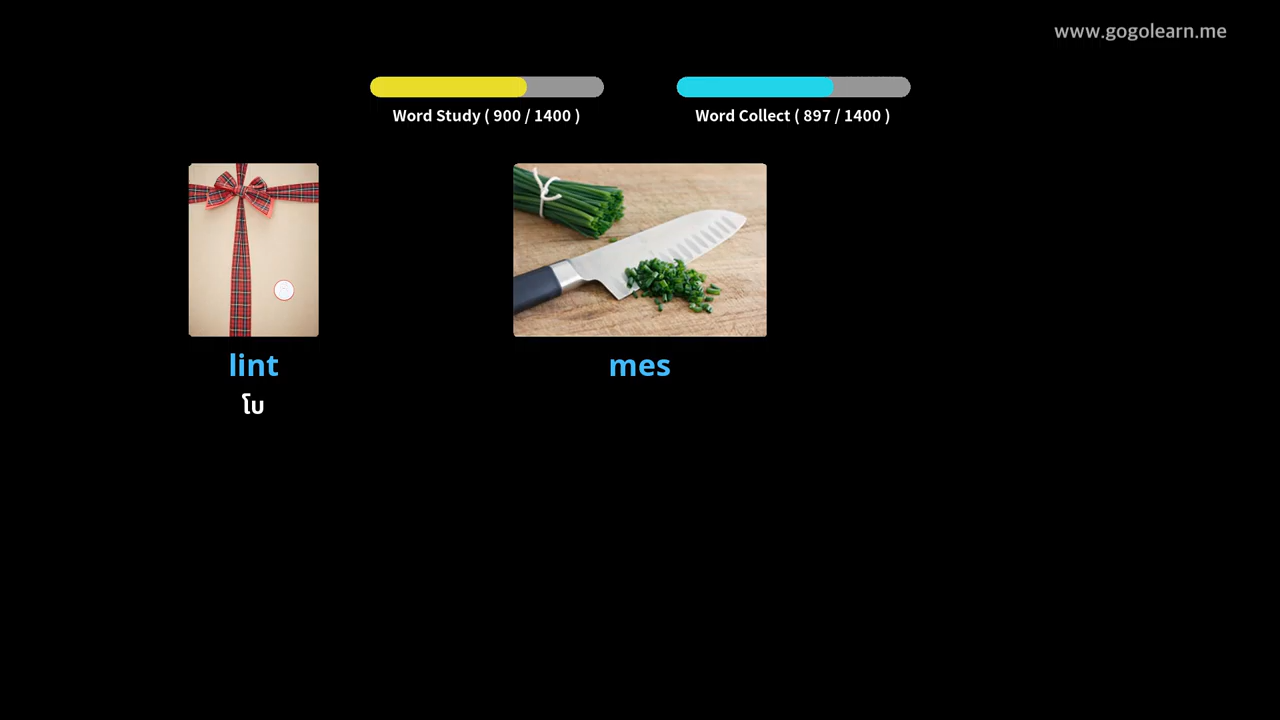 www.gogolearn.me
Word Study ( 900 / 1400 )
Word Collect ( 897 / 1400 )
lint
mes
โบ